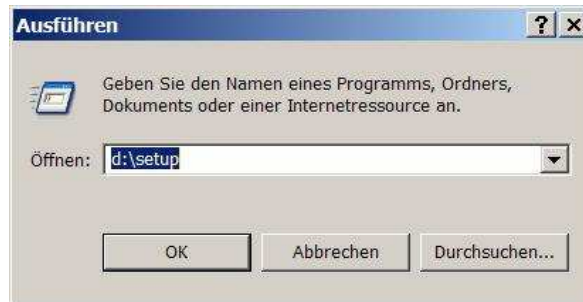 Ausführen
Geben Sie den Namen eines Programms, Ordners,
Dokuments oder einer Internetressource an.
Öffnen: d:\setup
OK Abbrechen Durchsuchen...